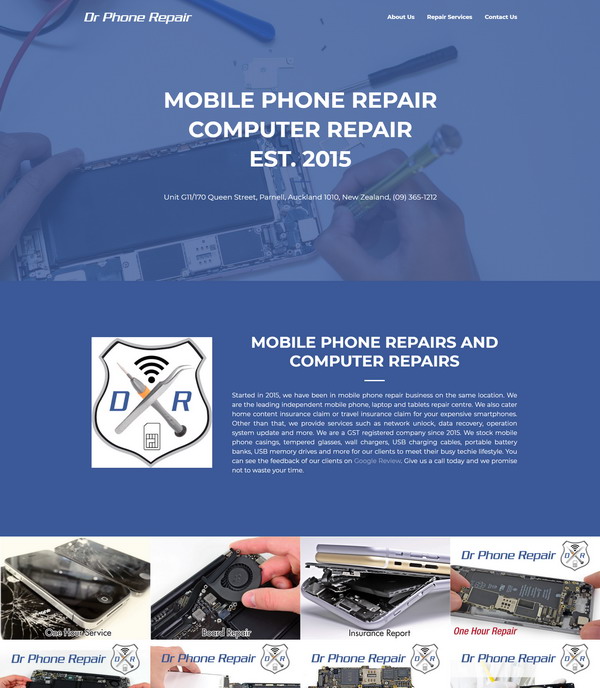 Dr Phone Repair
About Us
Repair Services
Contact Us
MOBILE PHONE REPAIR
COMPUTER REPAIR
EST. 2015
Unit G11/170 Queen Street, Parnell, Auckland 1010, New Zealand, (09) 365-1212
MOBILE PHONE REPAIRS AND
COMPUTER REPAIRS
D R
Started in 2015, we have been in mobile phone repair business on the same location. We
are the leading independent mobile phone, laptop and tablets repair centre. We also cater
home content insurance claim or travel insurance claim for your expensive smartphones.
Other than that, we provide services such as network unlock, data recovery, operation
system update and more. We are a GST registered company since 2015. We stock mobile
phone casings, tempered glasses, wall chargers, USB charging cables, portable battery
banks, USB memory drives and more for our clients to meet their busy techie lifestyle. You
can see the feedback of our clients on Google Review. Give us a call today and we promise
not to waste your time.
One Hour Service
Board Repair
Insurance Report
Dr Phone Repair
D R
One Hour Repair
Dr Phone Repair
D R
Dr Phone Repair
D R
Dr Phone Repair
D R
Dr Phone Repair
D R